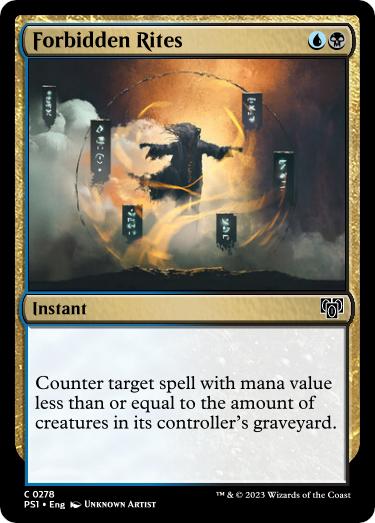 Forbidden Rites
Instant
Counter target spell with mana value
less than or equal to the amount of
creatures in its controller's graveyard.
C 0278
PS1 • Eng Unknown Artist
™ & © 2023 Wizards of the Coast